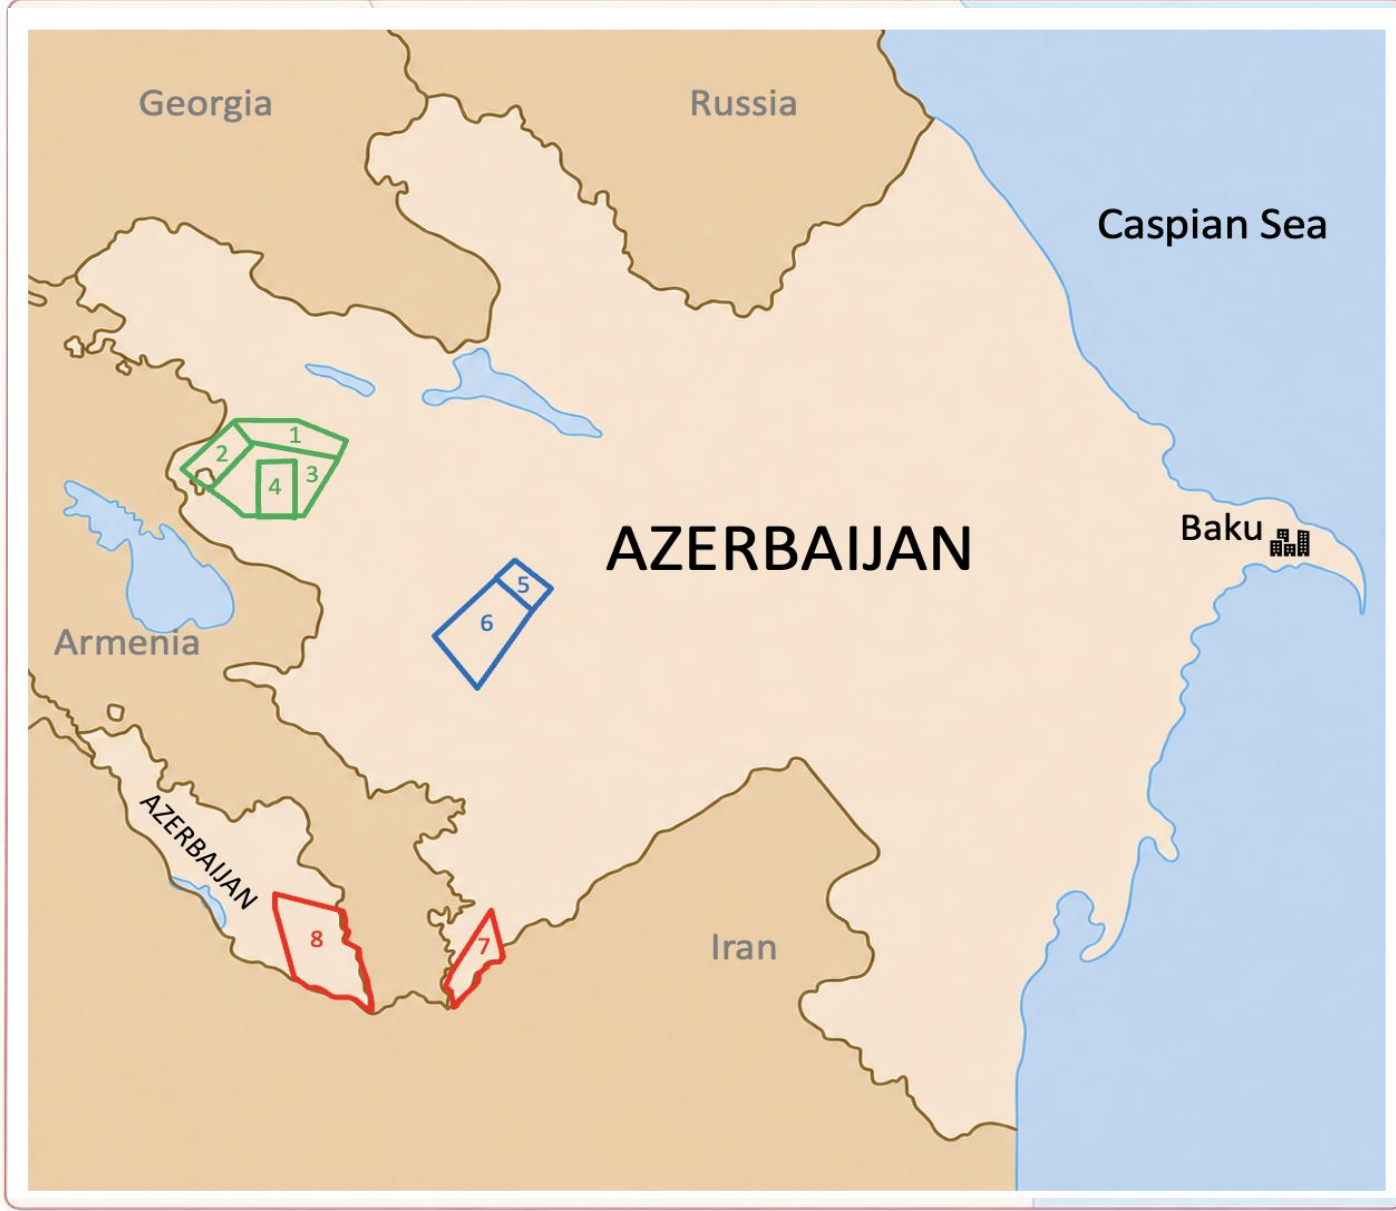 Georgia
Russia
Caspian Sea
1
2
3
4
AZERBAIJAN
Baku
5
6
Armenia
AZERBAIJAN
8
7
Iran